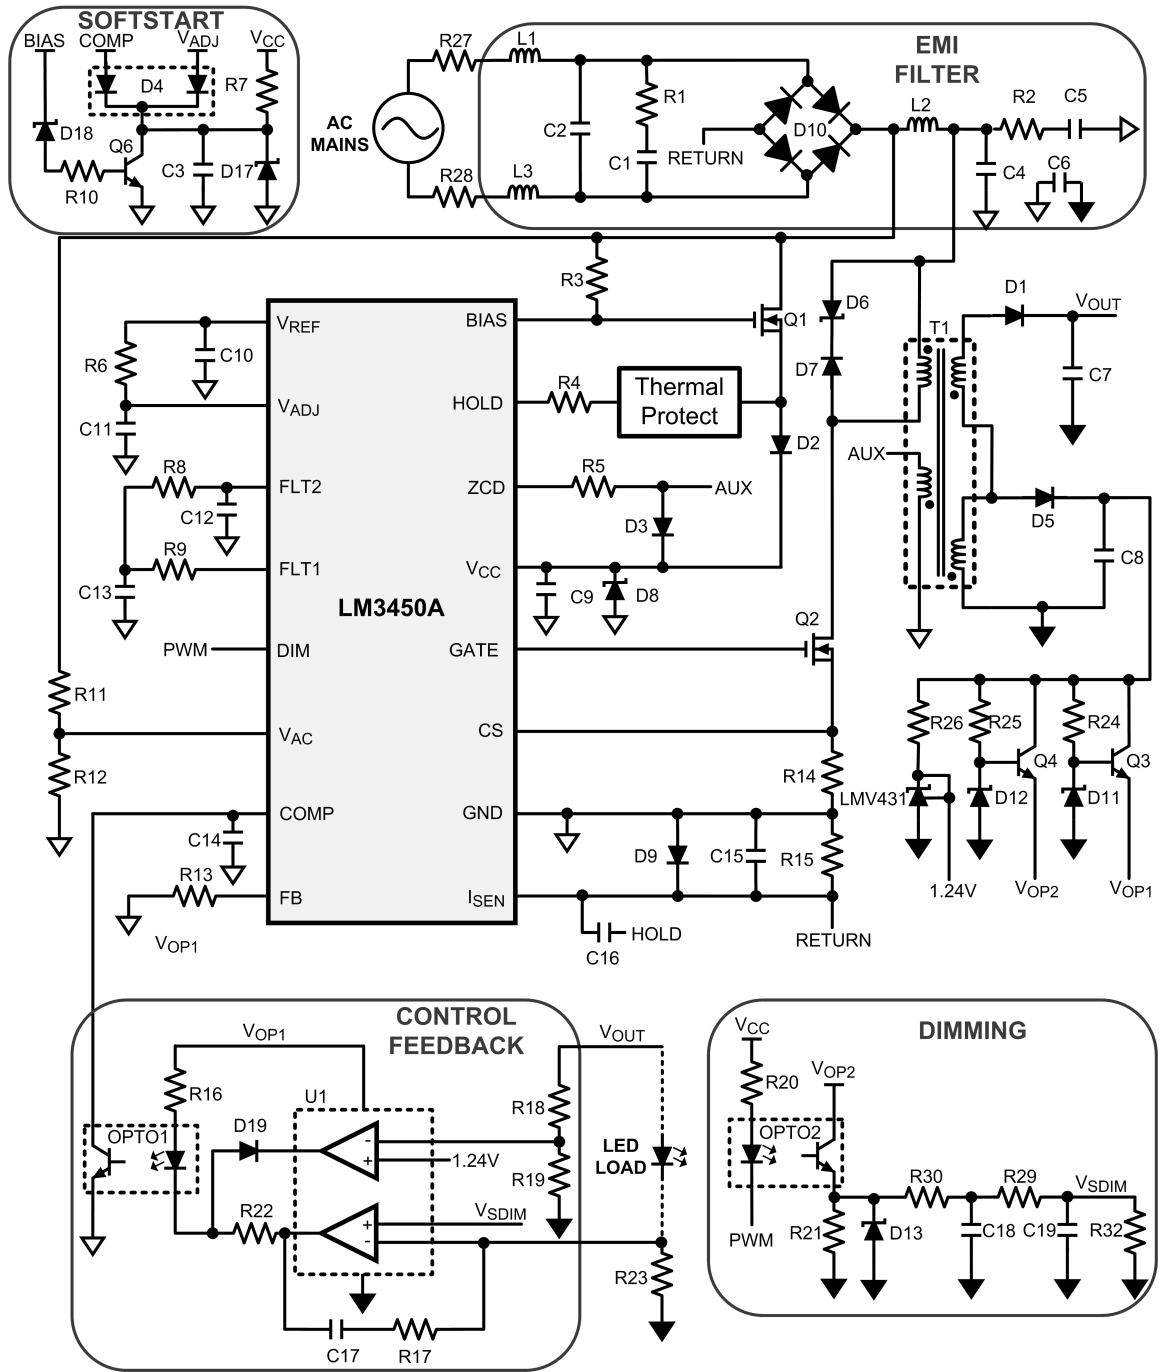 SOFTSTART
BIAS
COMP
VADJ
VCC
D4
R7
D18
Q6
R10
C3
D17
R27
L1
AC
MAINS
R28
L3
EMI
FILTER
C2
R1
C1
RETURN
D10
L2
R2
C5
C4
C6
R3
BIAS
Q1
D6
D7
D1
VOUT
T1
C7
VREF
C10
R6
VADJ
C11
HOLD
R4
Thermal
Protect
D2
AUX
R8
FLT2
C12
ZCD
R5
AUX
D3
D5
C8
R9
FLT1
C13
VCC
C9
D8
LM3450A
PWM
DIM
GATE
Q2
R11
VAC
CS
R12
R14
R26
R25
R24
Q4
Q3
LMV431
D12
D11
COMP
C14
GND
D9
C15
R15
1.24V
VOP2
VOP1
R13
FB
ISEN
VOP1
C16
HOLD
RETURN
CONTROL
FEEDBACK
VOP1
VOUT
R16
U1
R18
OPTO1
D19
-
+
1.24V
R19
LED
LOAD
R22
+
-
VSDIM
R23
C17
R17
DIMMING
VCC
R20
VOP2
OPTO2
R30
R29
VSDIM
PWM
R21
D13
C18
C19
R32